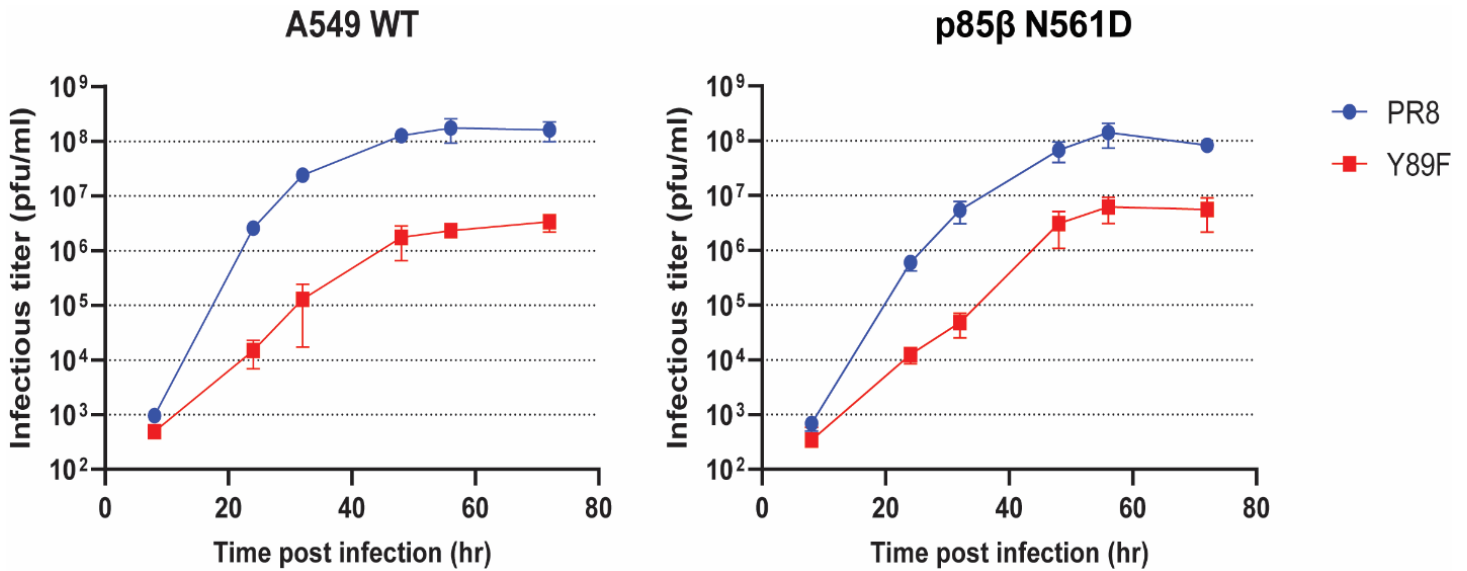 A549 WT
p85β N561D
Infectious titer (pfu/ml)
10⁹
10⁸
10⁷
10⁶
10⁵
10⁴
10³
10²
0 20 40 60 80
Time post infection (hr)
Infectious titer (pfu/ml)
10⁹
10⁸
10⁷
10⁶
10⁵
10⁴
10³
10²
0 20 40 60 80
Time post infection (hr)
PR8
Y89F